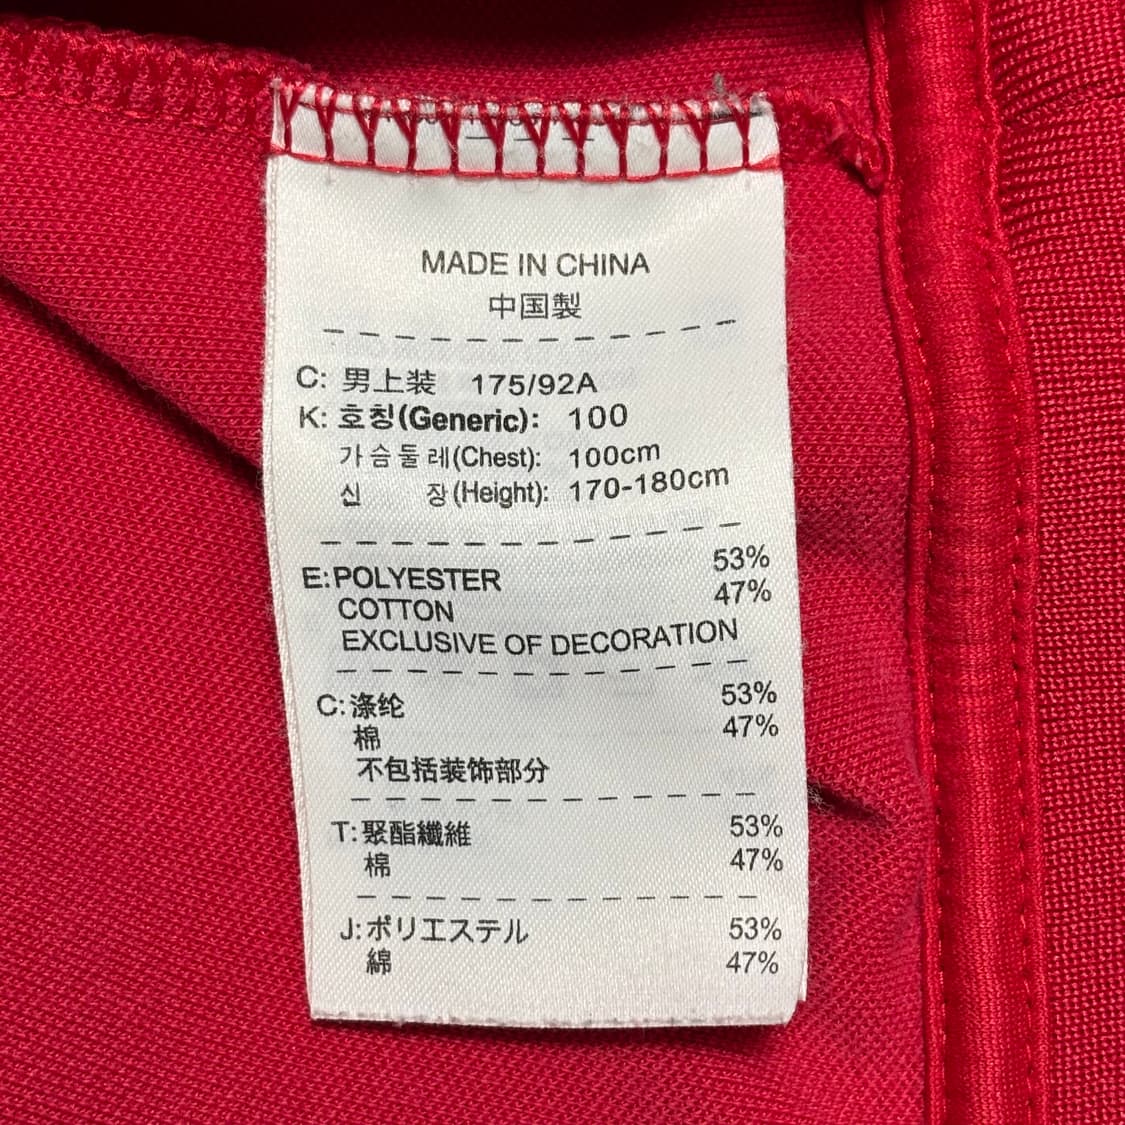 MADE IN CHINA
中国製
C: 男上装 175/92A
K: 호칭(Generic): 100
가슴둘레(Chest): 100cm
신 장(Height): 170-180cm
E:POLYESTER 53%
COTTON 47%
EXCLUSIVE OF DECORATION
C:涤纶 53%
棉 47%
不包括装饰部分
T:聚酯纖維 53%
棉 47%
J:ポリエステル 53%
綿 47%